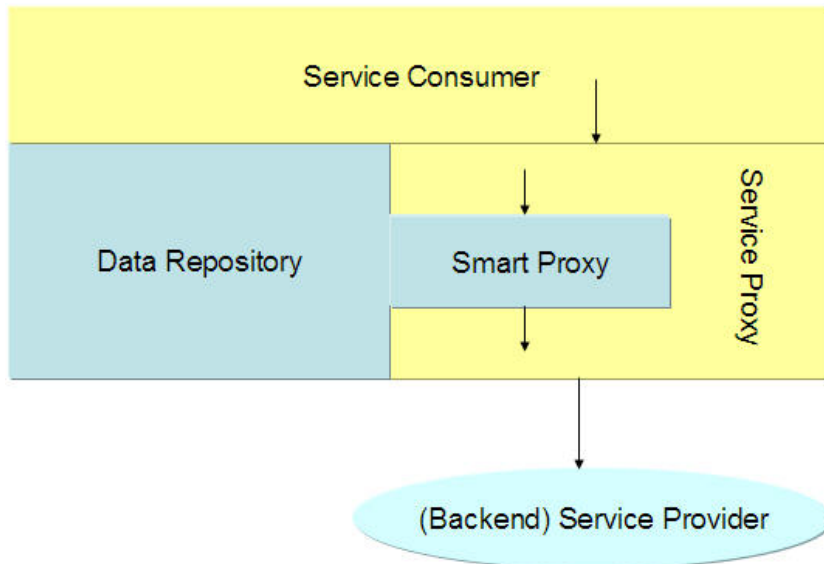 Service Consumer
Data Repository
Smart Proxy
Service Proxy
(Backend) Service Provider